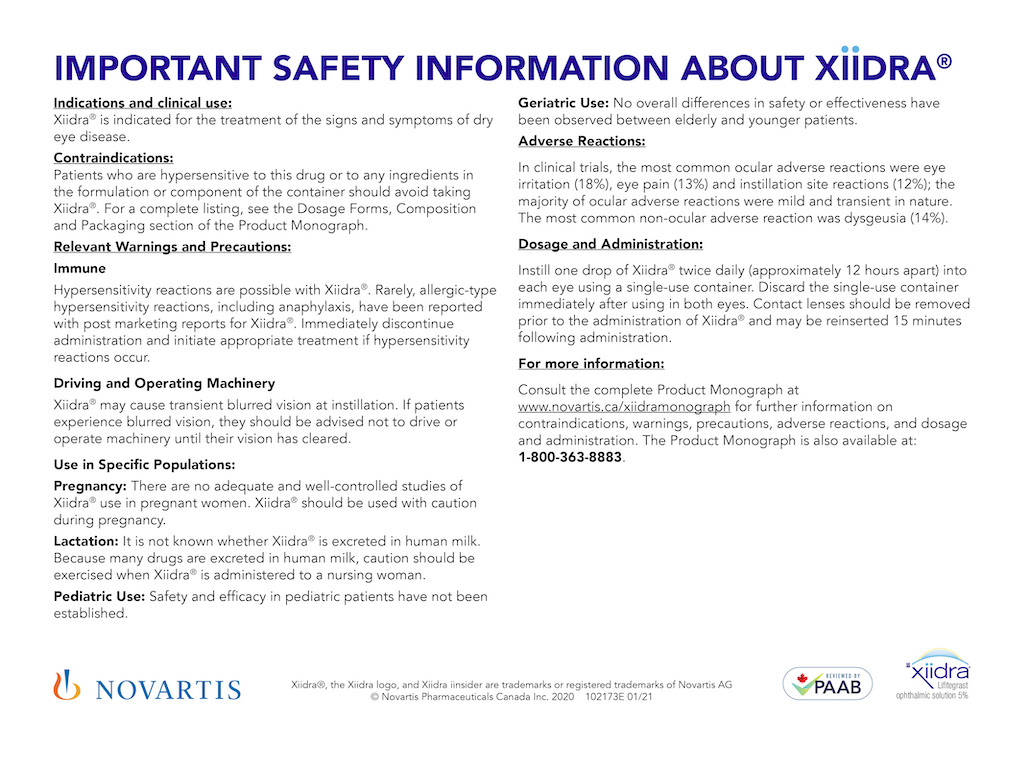 IMPORTANT SAFETY INFORMATION ABOUT XIIDRA®
Indications and clinical use:
Xiidra® is indicated for the treatment of the signs and symptoms of dry
eye disease.
Contraindications:
Patients who are hypersensitive to this drug or to any ingredients in
the formulation or component of the container should avoid taking
Xiidra®. For a complete listing, see the Dosage Forms, Composition
and Packaging section of the Product Monograph.
Relevant Warnings and Precautions:
Immune
Hypersensitivity reactions are possible with Xiidra®. Rarely, allergic-type
hypersensitivity reactions, including anaphylaxis, have been reported
with post marketing reports for Xiidra®. Immediately discontinue
administration and initiate appropriate treatment if hypersensitivity
reactions occur.
Driving and Operating Machinery
Xiidra® may cause transient blurred vision at instillation. If patients
experience blurred vision, they should be advised not to drive or
operate machinery until their vision has cleared.
Use in Specific Populations:
Pregnancy: There are no adequate and well-controlled studies of
Xiidra® use in pregnant women. Xiidra® should be used with caution
during pregnancy.
Lactation: It is not known whether Xiidra® is excreted in human milk.
Because many drugs are excreted in human milk, caution should be
exercised when Xiidra® is administered to a nursing woman.
Pediatric Use: Safety and efficacy in pediatric patients have not been
established.
Geriatric Use: No overall differences in safety or effectiveness have
been observed between elderly and younger patients.
Adverse Reactions:
In clinical trials, the most common ocular adverse reactions were eye
irritation (18%), eye pain (13%) and instillation site reactions (12%); the
majority of ocular adverse reactions were mild and transient in nature.
The most common non-ocular adverse reaction was dysgeusia (14%).
Dosage and Administration:
Instill one drop of Xiidra® twice daily (approximately 12 hours apart) into
each eye using a single-use container. Discard the single-use container
immediately after using in both eyes. Contact lenses should be removed
prior to the administration of Xiidra® and may be reinserted 15 minutes
following administration.
For more information:
Consult the complete Product Monograph at
www.novartis.ca/xiidramonograph for further information on
contraindications, warnings, precautions, adverse reactions, and dosage
and administration. The Product Monograph is also available at:
1-800-363-8883.
NOVARTIS
Xiidra®, the Xiidra logo, and Xiidra iinsider are trademarks or registered trademarks of Novartis AG
© Novartis Pharmaceuticals Canada Inc. 2020 102173E 01/21
REVIEWED BY
PAAB
xiidra
Lifitegrast
ophthalmic solution 5%